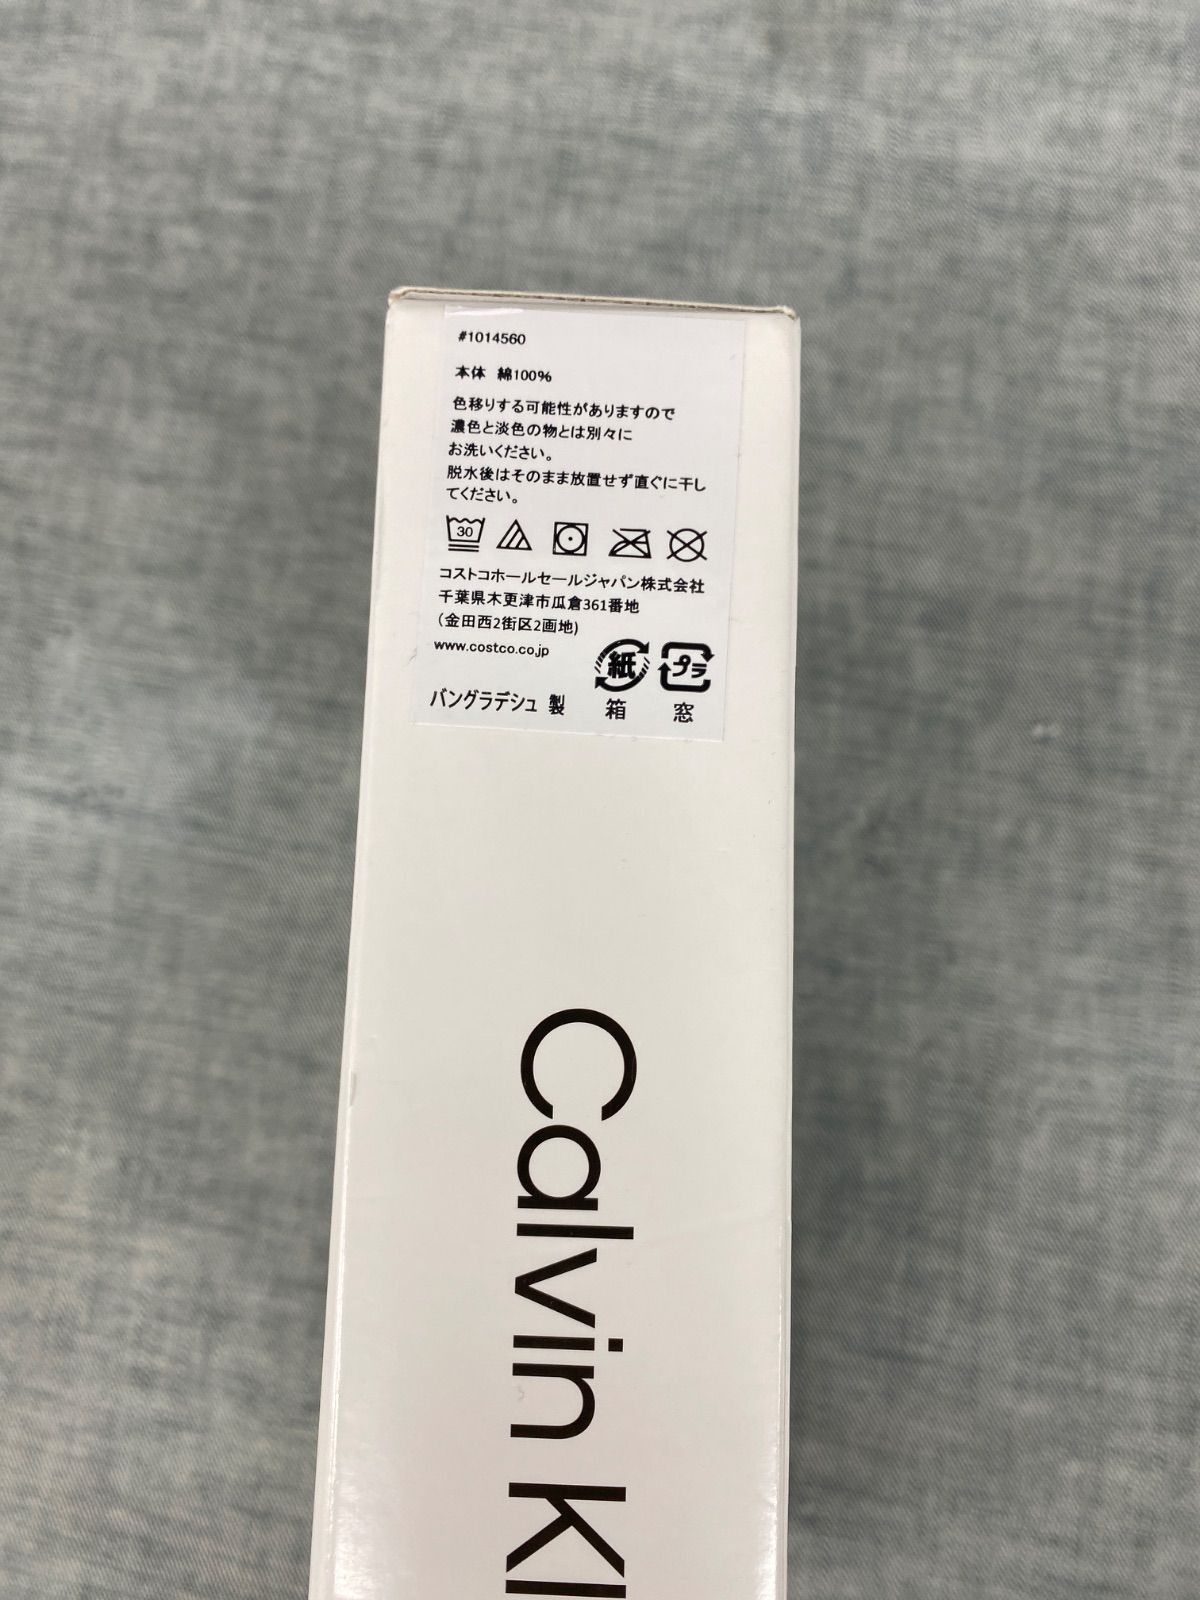 #1014560
本体 綿100%
色移りする可能性がありますので
濃色と淡色の物とは別々に
お洗いください。
脱水後はそのまま放置せず直ぐに干し
てください。
30
コストコホールセールジャパン株式会社
千葉県木更津市瓜倉361番地
(金田西2街区2画地)
www.costco.co.jp
紙 プラ
バングラデシュ 製 箱 窓
Calvin Kl